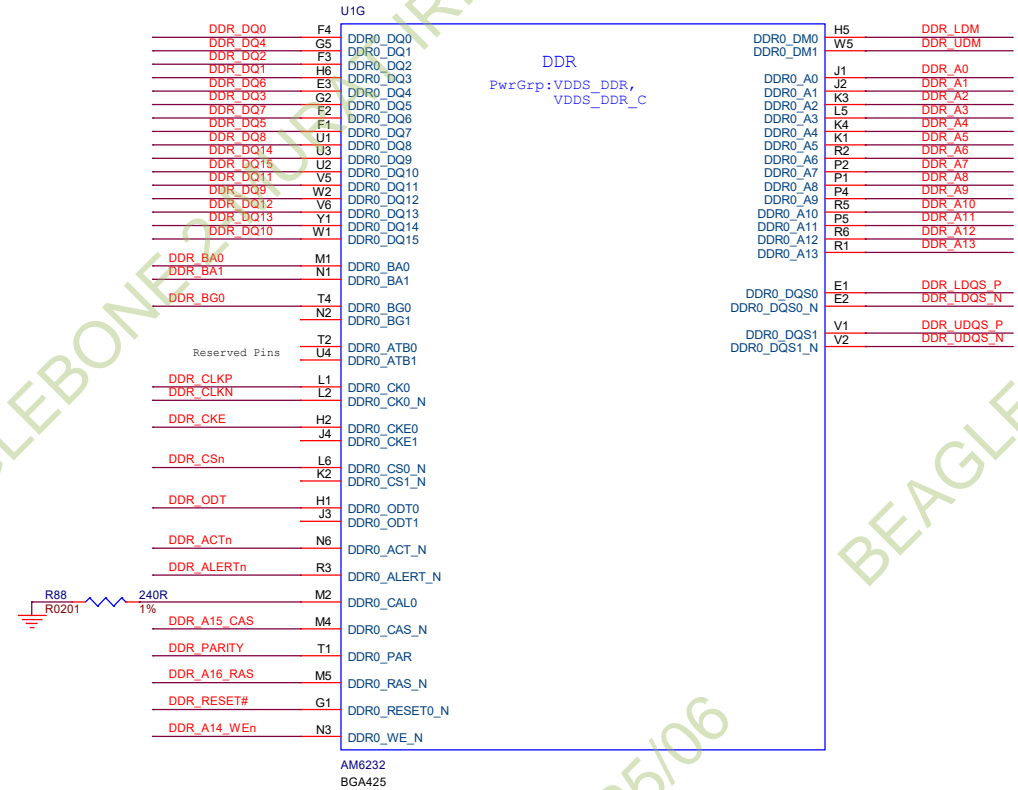 U1G
DDR
PwrGrp:VDDS_DDR,
VDDS_DDR_C
DDR_DQ0 F4 DDR0_DQ0
DDR_DQ4 G5 DDR0_DQ1
DDR_DQ2 F3 DDR0_DQ2
DDR_DQ1 H6 DDR0_DQ3
DDR_DQ6 E3 DDR0_DQ4
DDR_DQ3 G2 DDR0_DQ5
DDR_DQ7 F2 DDR0_DQ6
DDR_DQ5 F1 DDR0_DQ7
DDR_DQ8 U1 DDR0_DQ8
DDR_DQ14 U3 DDR0_DQ9
DDR_DQ15 U2 DDR0_DQ10
DDR_DQ11 V5 DDR0_DQ11
DDR_DQ9 W2 DDR0_DQ12
DDR_DQ12 V6 DDR0_DQ13
DDR_DQ13 Y1 DDR0_DQ14
DDR_DQ10 W1 DDR0_DQ15
DDR_BA0 M1 DDR0_BA0
DDR_BA1 N1 DDR0_BA1
DDR_BG0 T4 DDR0_BG0
N2 DDR0_BG1
T2 DDR0_ATB0
Reserved Pins U4 DDR0_ATB1
DDR_CLKP L1 DDR0_CK0
DDR_CLKN L2 DDR0_CK0_N
DDR_CKE H2 DDR0_CKE0
J4 DDR0_CKE1
DDR_CSn L6 DDR0_CS0_N
K2 DDR0_CS1_N
DDR_ODT H1 DDR0_ODT0
J3 DDR0_ODT1
DDR_ACTn N6 DDR0_ACT_N
DDR_ALERTn R3 DDR0_ALERT_N
R88 240R M2 DDR0_CAL0
R0201 1%
DDR_A15_CAS M4 DDR0_CAS_N
DDR_PARITY T1 DDR0_PAR
DDR_A16_RAS M5 DDR0_RAS_N
DDR_RESET# G1 DDR0_RESET0_N
DDR_A14_WEn N3 DDR0_WE_N
DDR0_DM0 H5 DDR_LDM
DDR0_DM1 W5 DDR_UDM
DDR0_A0 J1 DDR_A0
DDR0_A1 J2 DDR_A1
DDR0_A2 K3 DDR_A2
DDR0_A3 L5 DDR_A3
DDR0_A4 K4 DDR_A4
DDR0_A5 K1 DDR_A5
DDR0_A6 R2 DDR_A6
DDR0_A7 P2 DDR_A7
DDR0_A8 P1 DDR_A8
DDR0_A9 P4 DDR_A9
DDR0_A10 R5 DDR_A10
DDR0_A11 P5 DDR_A11
DDR0_A12 R6 DDR_A12
DDR0_A13 R1 DDR_A13
DDR0_DQS0 E1 DDR_LDQS_P
DDR0_DQS0_N E2 DDR_LDQS_N
DDR0_DQS1 V1 DDR_UDQS_P
DDR0_DQS1_N V2 DDR_UDQS_N
AM6232
BGA425